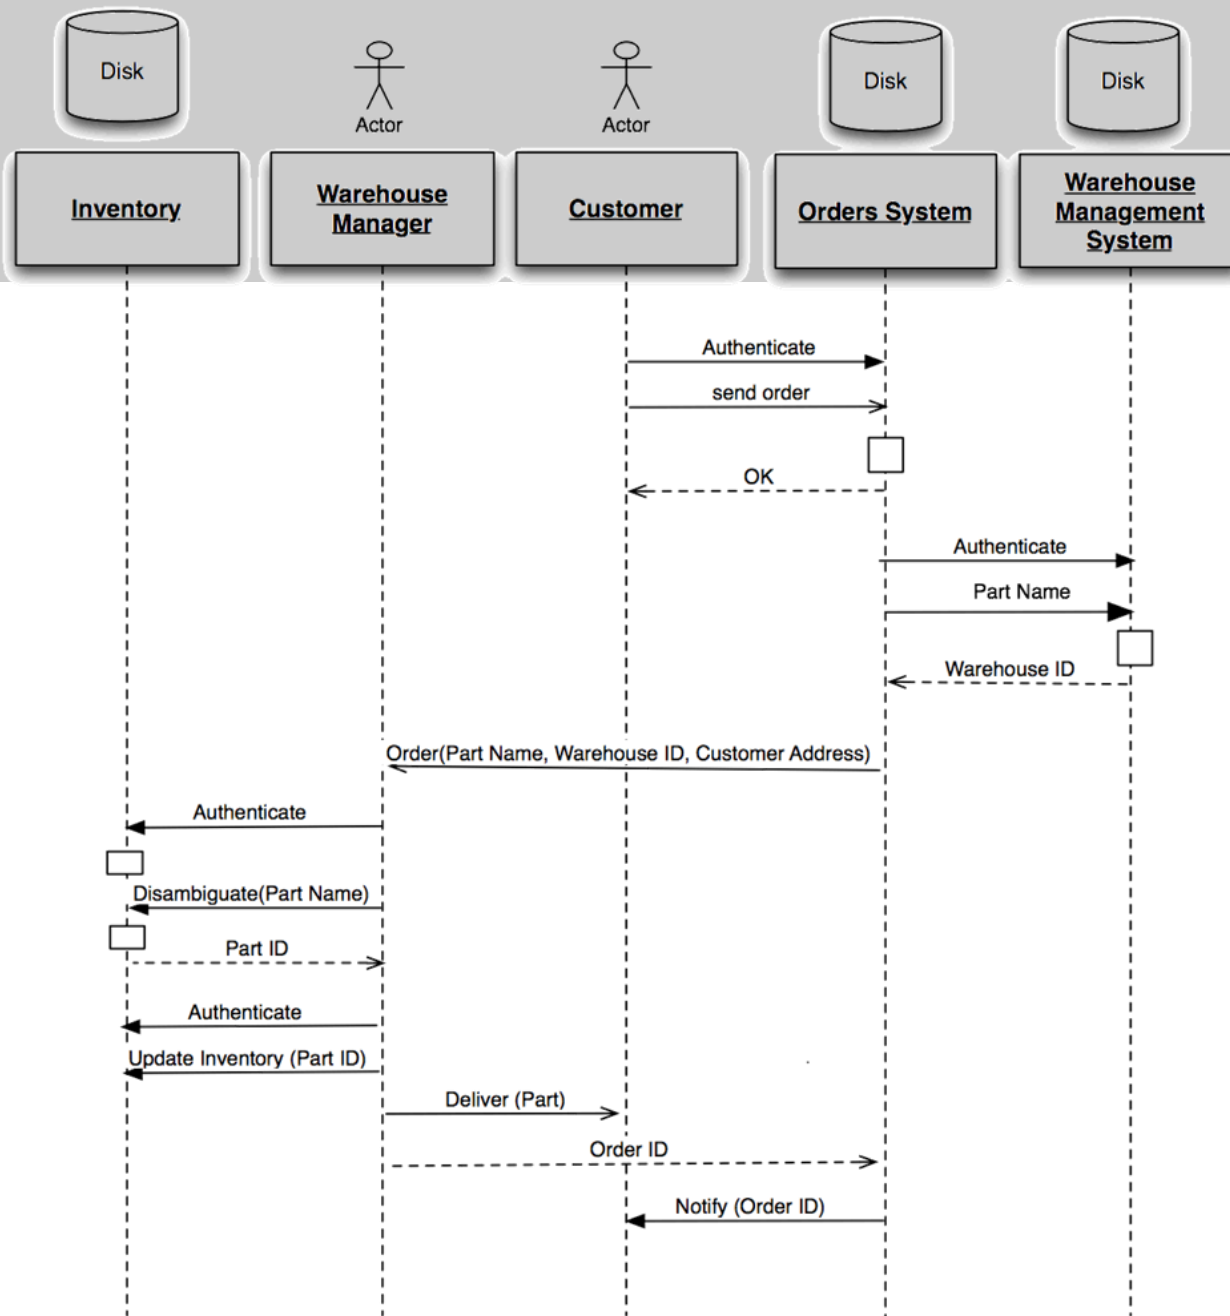 Disk
Actor
Actor
Disk
Disk
Inventory
Warehouse
Manager
Customer
Orders System
Warehouse
Management
System
Authenticate
send order
OK
Authenticate
Part Name
Warehouse ID
Order(Part Name, Warehouse ID, Customer Address)
Authenticate
Disambiguate(Part Name)
Part ID
Authenticate
Update Inventory (Part ID)
Deliver (Part)
Order ID
Notify (Order ID)